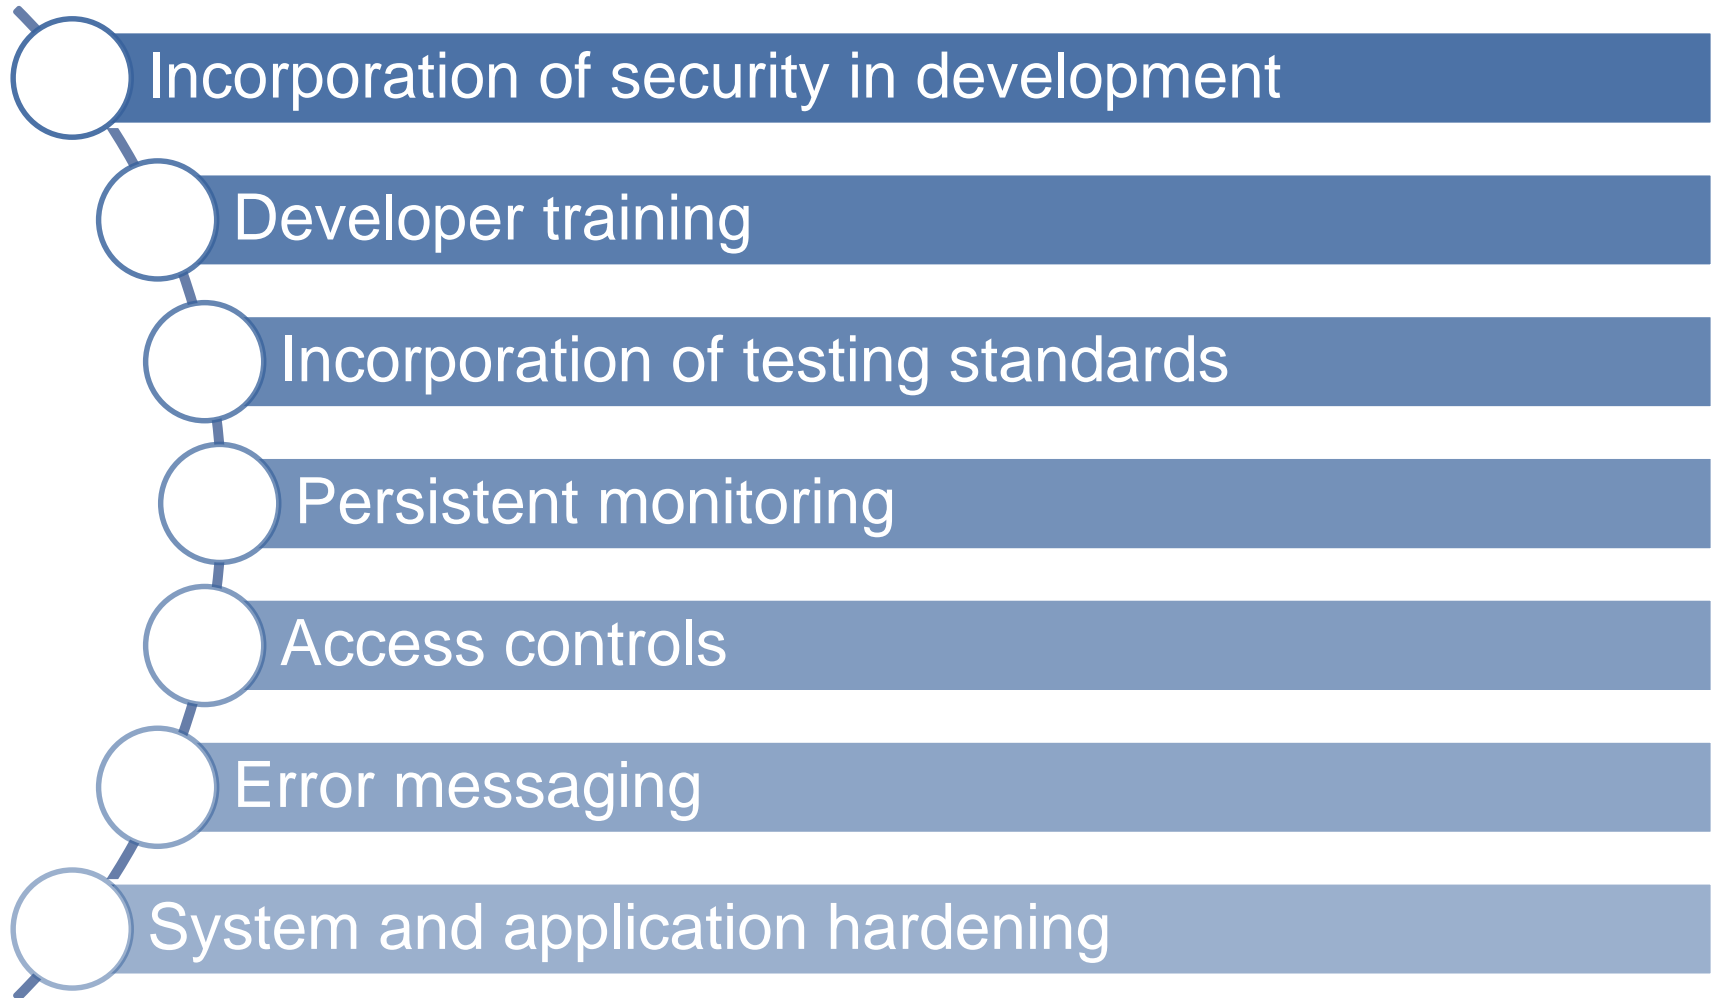 Incorporation of security in development
Developer training
Incorporation of testing standards
Persistent monitoring
Access controls
Error messaging
System and application hardening